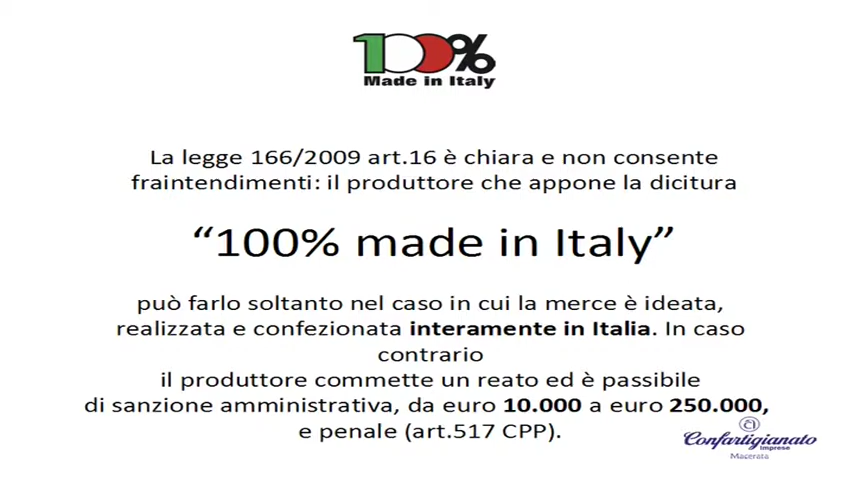 100%
Made in Italy
La legge 166/2009 art.16 è chiara e non consente
fraintendimenti: il produttore che appone la dicitura
“100% made in Italy”
può farlo soltanto nel caso in cui la merce è ideata,
realizzata e confezionata interamente in Italia. In caso
contrario
il produttore commette un reato ed è passibile
di sanzione amministrativa, da euro 10.000 a euro 250.000,
e penale (art.517 CPP).
Confartigianato
imprese
Macerata